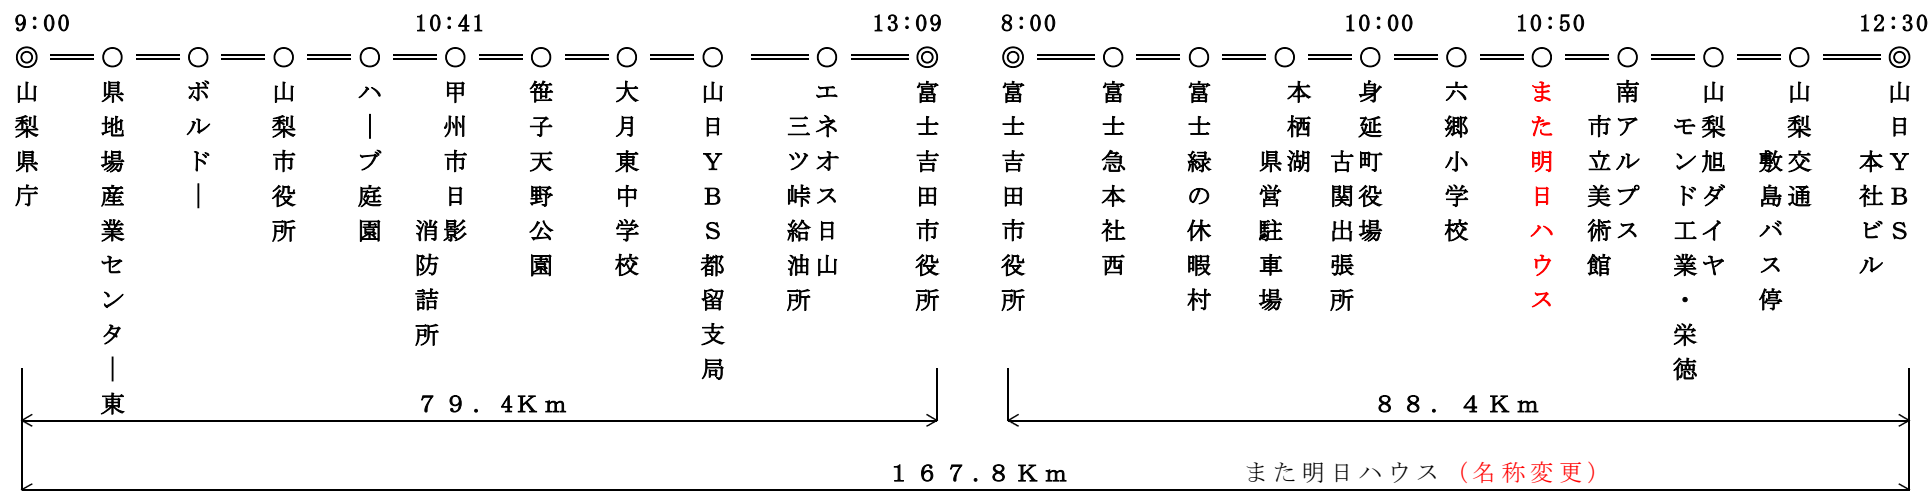 9:00 10:41 13:09 8:00 10:00 10:50 12:30
◎ ○ ○ ○ ○ ○ ○ ○ ○ ○ ◎ ◎ ○ ○ ○ ○ ○ ○ ○ ○ ○ ◎
山梨県庁
県地場産業センター東
ボルドー
山梨市役所
ハーブ庭園
甲州市日影
消防詰所
笹子天野公園
大月東中学校
山日YBS都留支局
エネオス日山
三ツ峠給油所
富士吉田市役所
富士吉田市役所
富士急本社西
富士緑の休暇村
本栖湖
県営駐車場
身延町役場
古関出張所
六郷小学校
また明日ハウス
南アルプス
市立美術館
山梨旭ダイヤ
モンド工業・栄徳
山梨交通
敷島バス停
山日YBS
本社ビル
79.4Km
88.4Km
167.8Km
また明日ハウス(名称変更)